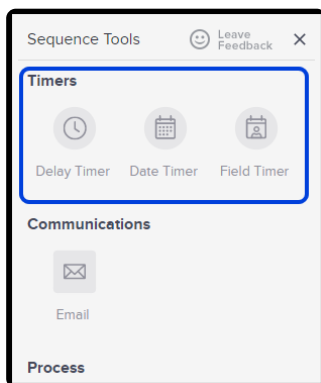 Sequence Tools
Leave
Feedback
Timers
Delay Timer Date Timer Field Timer
Communications
Email
Process